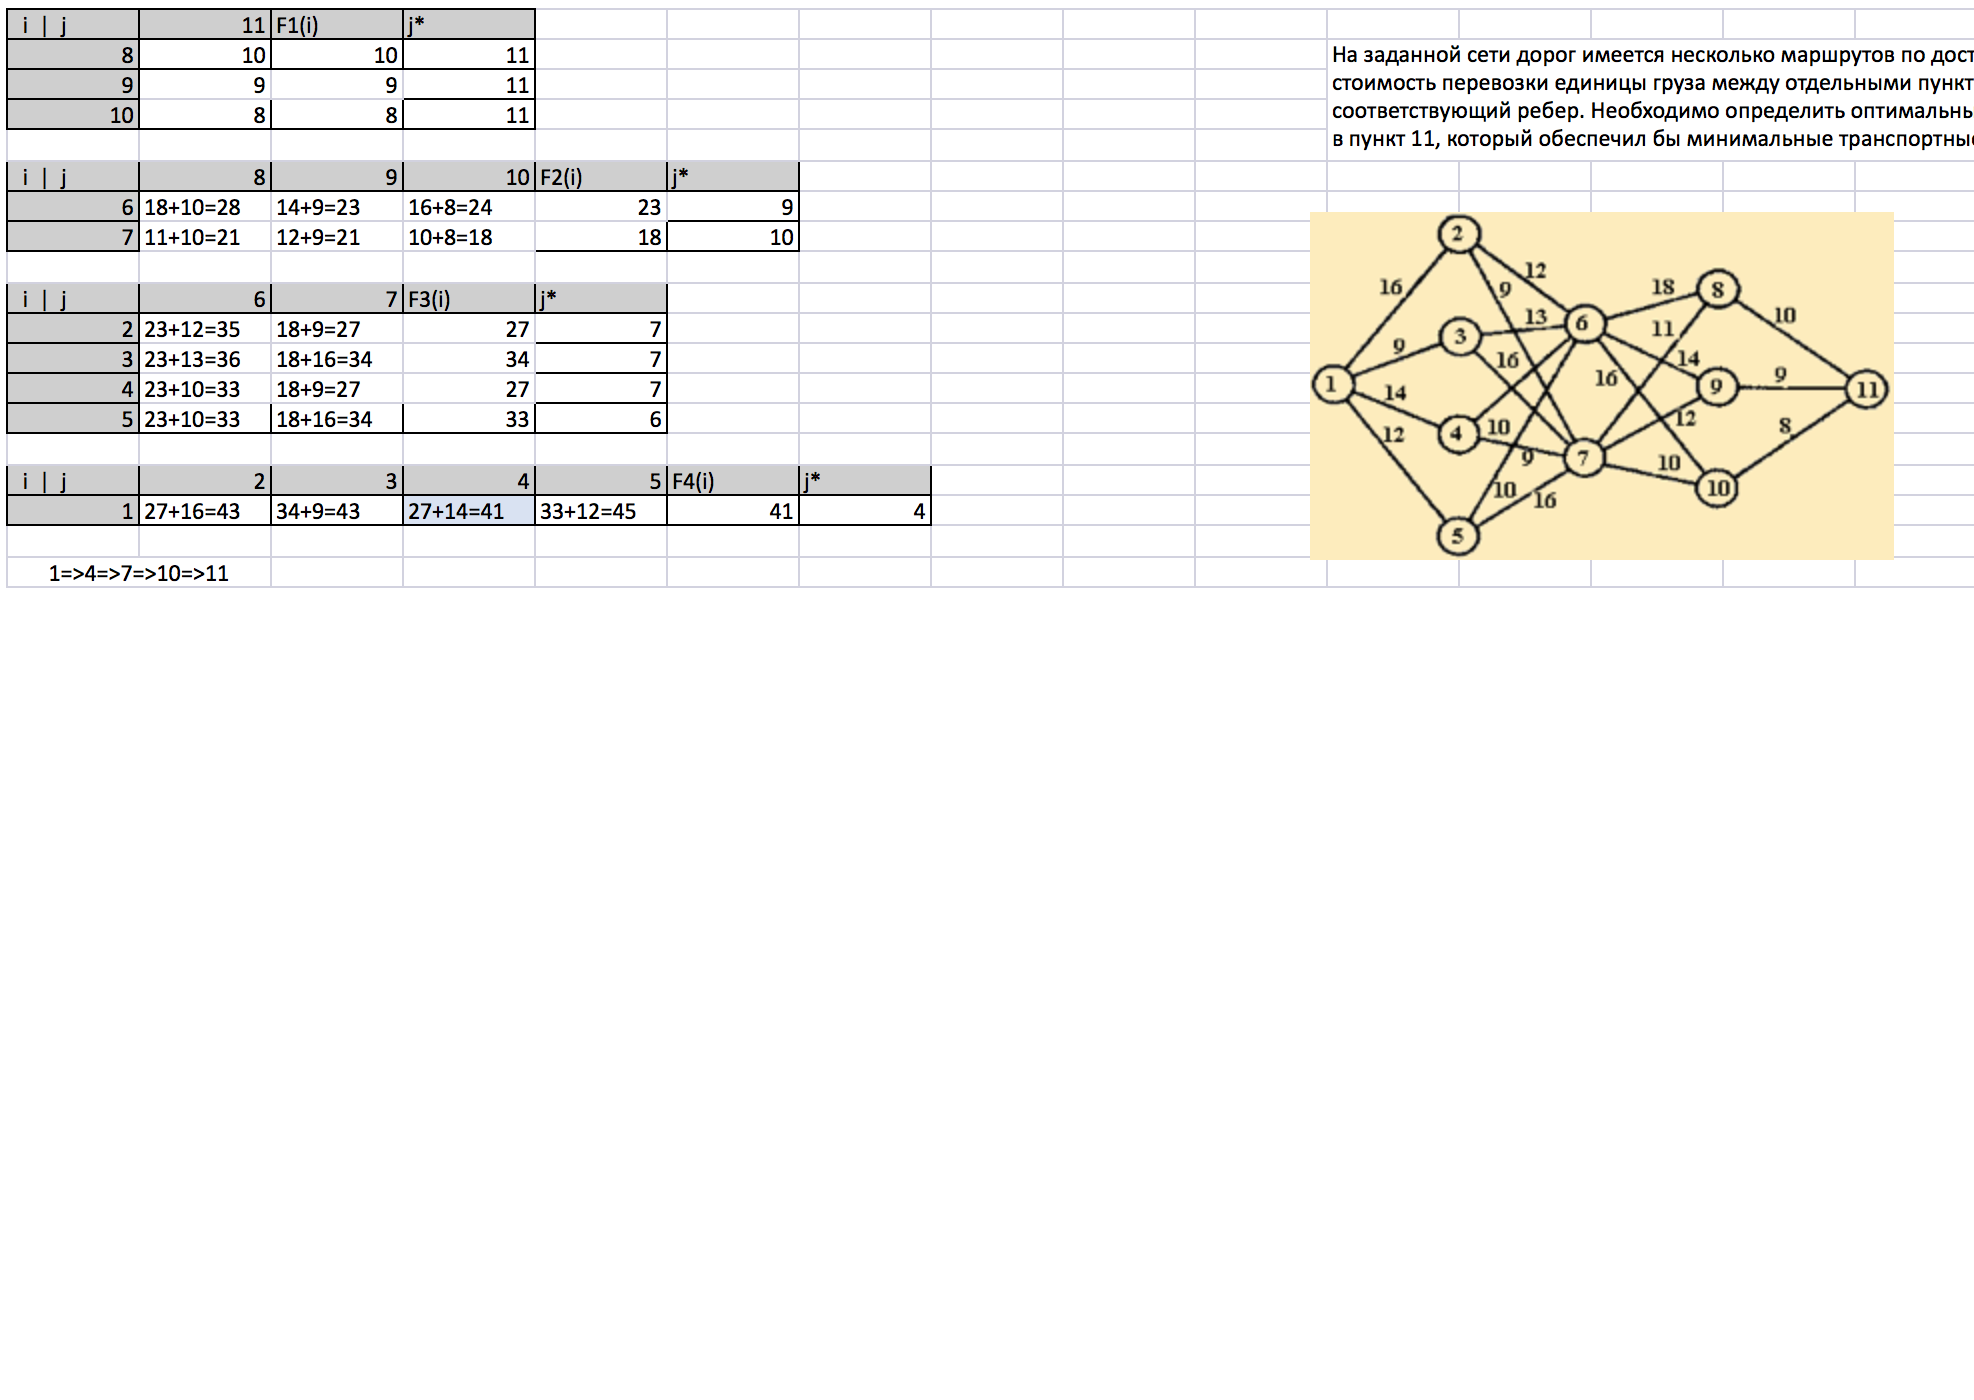 i | j 11 F1(i) j*
8 10 10 11
9 9 9 11
10 8 8 11
i | j 8 9 10 F2(i) j*
6 18+10=28 14+9=23 16+8=24 23 9
7 11+10=21 12+9=21 10+8=18 18 10
i | j 6 7 F3(i) j*
2 23+12=35 18+9=27 27 7
3 23+13=36 18+16=34 34 7
4 23+10=33 18+9=27 27 7
5 23+10=33 18+16=34 33 6
i | j 2 3 4 5 F4(i) j*
1 27+16=43 34+9=43 27+14=41 33+12=45 41 4
1=>4=>7=>10=>11
На заданной сети дорог имеется несколько маршрутов по дост
стоимость перевозки единицы груза между отдельными пункт
соответствующий ребер. Необходимо определить оптимальны
в пункт 11, который обеспечил бы минимальные транспортны
2
12
16 9 18 8
13 6 11 10
3
9 16 14
1 14 16 9 9 11
12 4 10 12 8
9 7 10
10 16 10
5